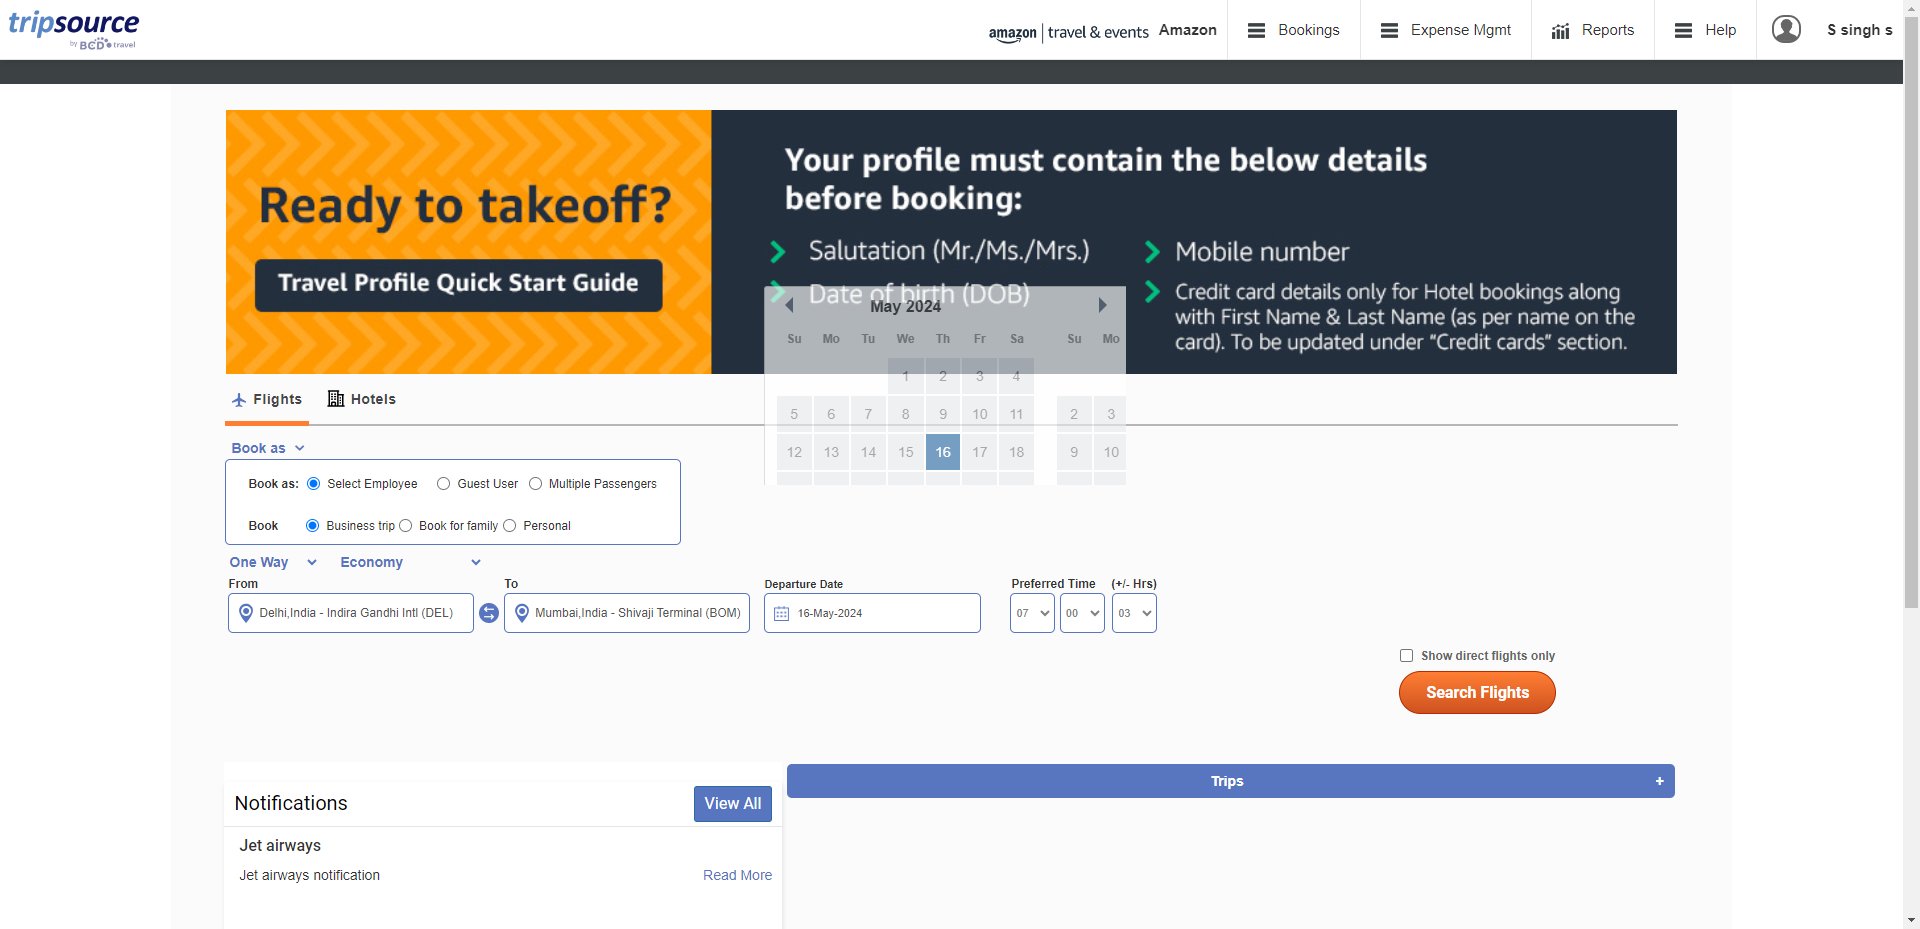 tripsource
by BCD travel
amazon | travel & events Amazon
Bookings
Expense Mgmt
Reports
Help
S singh s
Ready to takeoff?
Travel Profile Quick Start Guide
Your profile must contain the below details
before booking:
Salutation (Mr./Ms./Mrs.)
Date of birth (DOB)
Mobile number
Credit card details only for Hotel bookings along
with First Name & Last Name (as per name on the
card). To be updated under “Credit cards” section.
May 2024
Su Mo Tu We Th Fr Sa Su Mo
1 2 3 4
5 6 7 8 9 10 11 2 3
12 13 14 15 16 17 18 9 10
Flights
Hotels
Book as
Book as: Select Employee Guest User Multiple Passengers
Book Business trip Book for family Personal
One Way Economy
From To Departure Date Preferred Time (+/- Hrs)
Delhi,India - Indira Gandhi Intl (DEL) Mumbai,India - Shivaji Terminal (BOM) 16-May-2024 07 00 03
Show direct flights only
Search Flights
Trips +
Notifications View All
Jet airways
Jet airways notification Read More